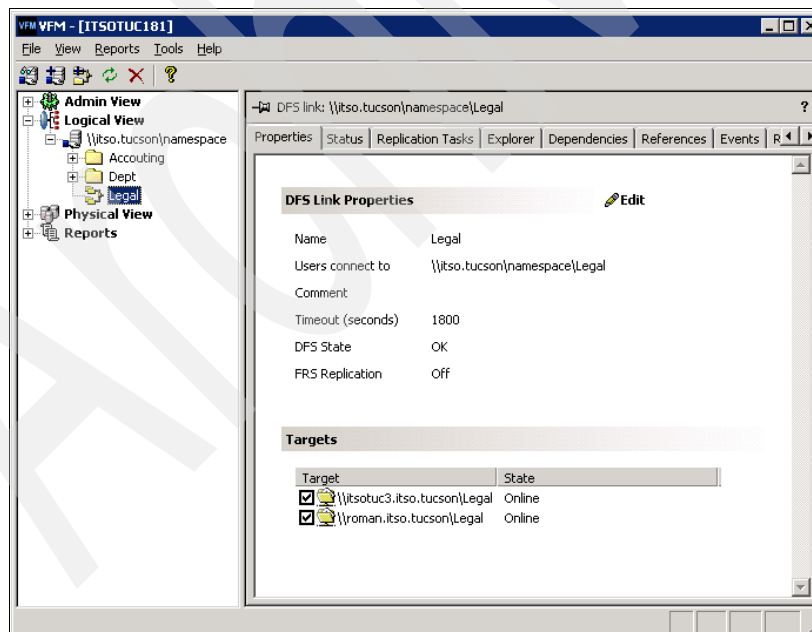 VFM VFM - [ITSOTUC181]
File View Reports Tools Help
Admin View
Logical View
\\itso.tucson\namespace
Accouting
Dept
Legal
Physical View
Reports
DFS link: \\itso.tucson\namespace\Legal ?
Properties Status Replication Tasks Explorer Dependencies References Events R
DFS Link Properties Edit
Name Legal
Users connect to \\itso.tucson\namespace\Legal
Comment
Timeout (seconds) 1800
DFS State OK
FRS Replication Off
Targets
Target State
\\itsotuc3.itso.tucson\Legal Online
\\roman.itso.tucson\Legal Online